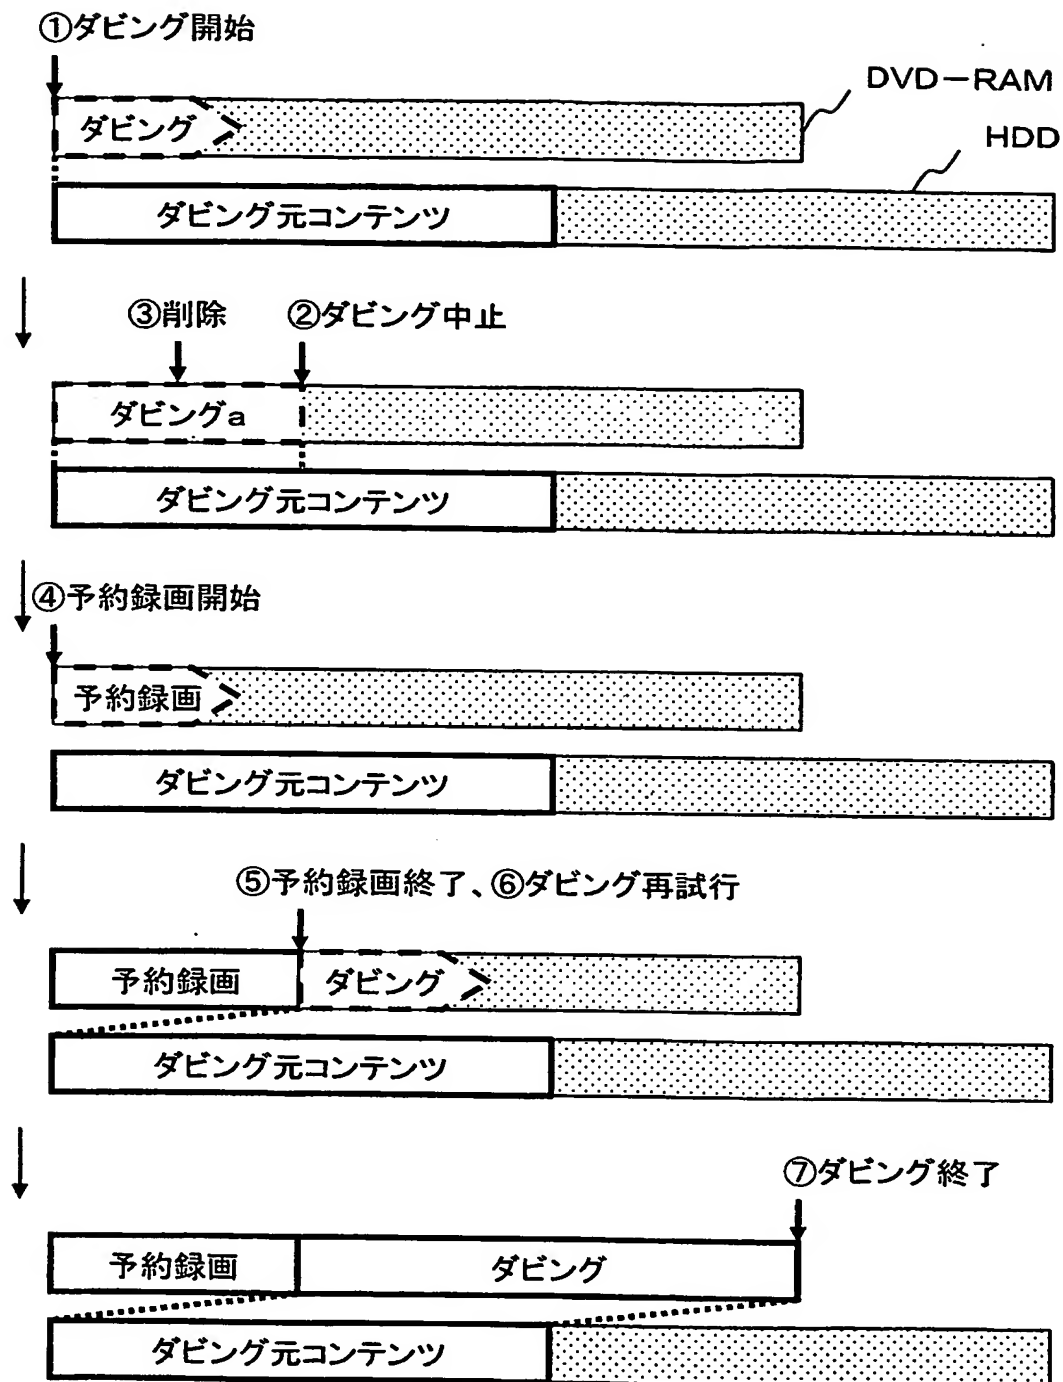 ①ダビング開始
DVD－RAM
ダビング
HDD
ダビング元コンテンツ
③削除
②ダビング中止
ダビングa
ダビング元コンテンツ
④予約録画開始
予約録画
ダビング元コンテンツ
⑤予約録画終了、⑥ダビング再試行
予約録画
ダビング
ダビング元コンテンツ
⑦ダビング終了
予約録画
ダビング
ダビング元コンテンツ